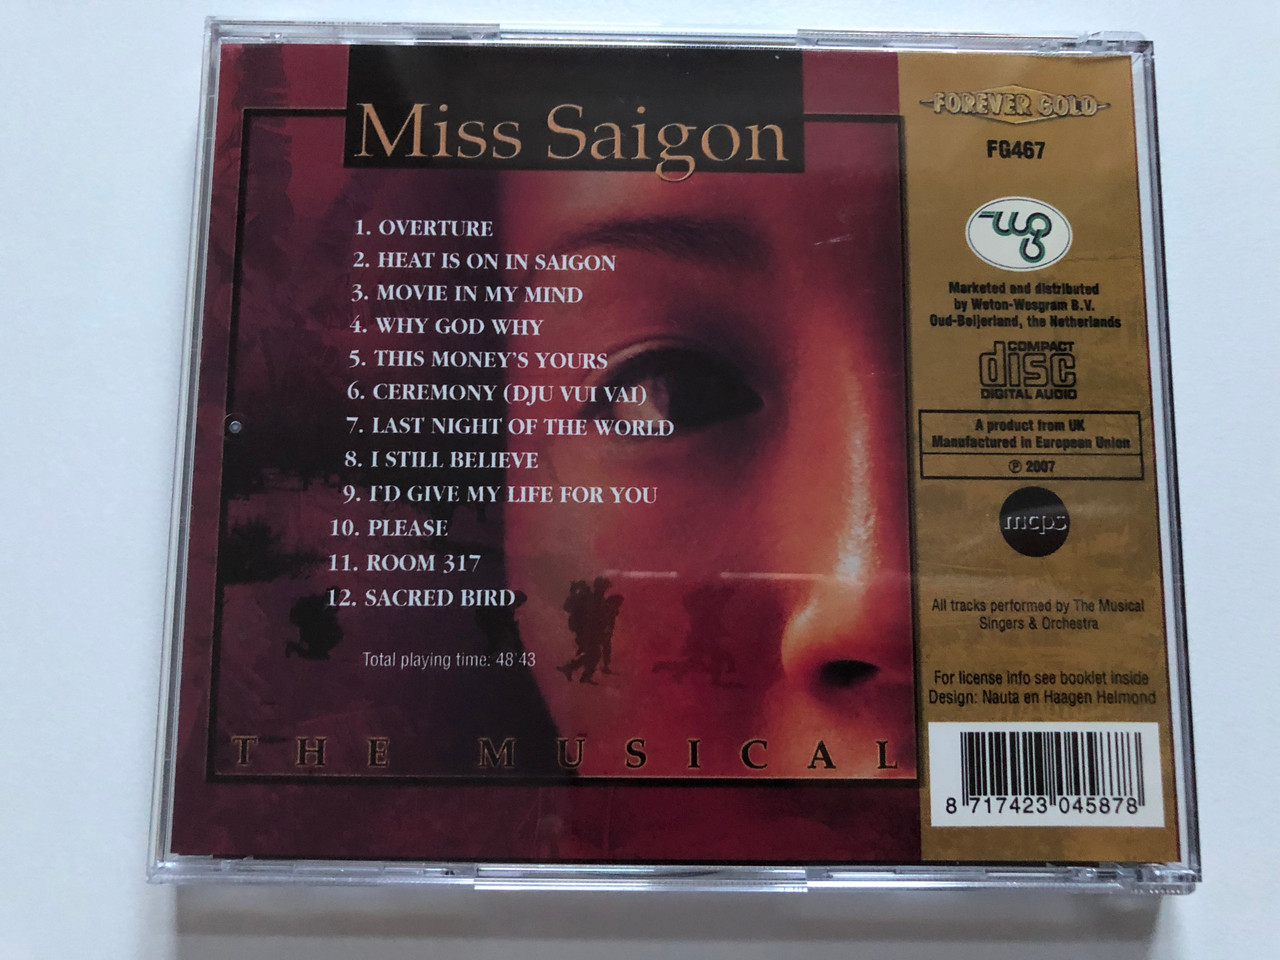 Miss Saigon
1. OVERTURE
2. HEAT IS ON IN SAIGON
3. MOVIE IN MY MIND
4. WHY GOD WHY
5. THIS MONEY'S YOURS
6. CEREMONY (DJU VUI VAI)
7. LAST NIGHT OF THE WORLD
8. I STILL BELIEVE
9. I'D GIVE MY LIFE FOR YOU
10. PLEASE
11. ROOM 317
12. SACRED BIRD
Total playing time: 48'43
THE MUSICAL
FOREVER GOLD
FG467
Marketed and distributed
by Weton-Wesgram B.V.
Oud-Beijerland, the Netherlands
COMPACT
disc
DIGITAL AUDIO
A product from UK
Manufactured in European Union
℗ 2007
mcps
All tracks performed by The Musical
Singers & Orchestra
For license info see booklet inside
Design: Nauta en Haagen Helmond
8 717423 045878